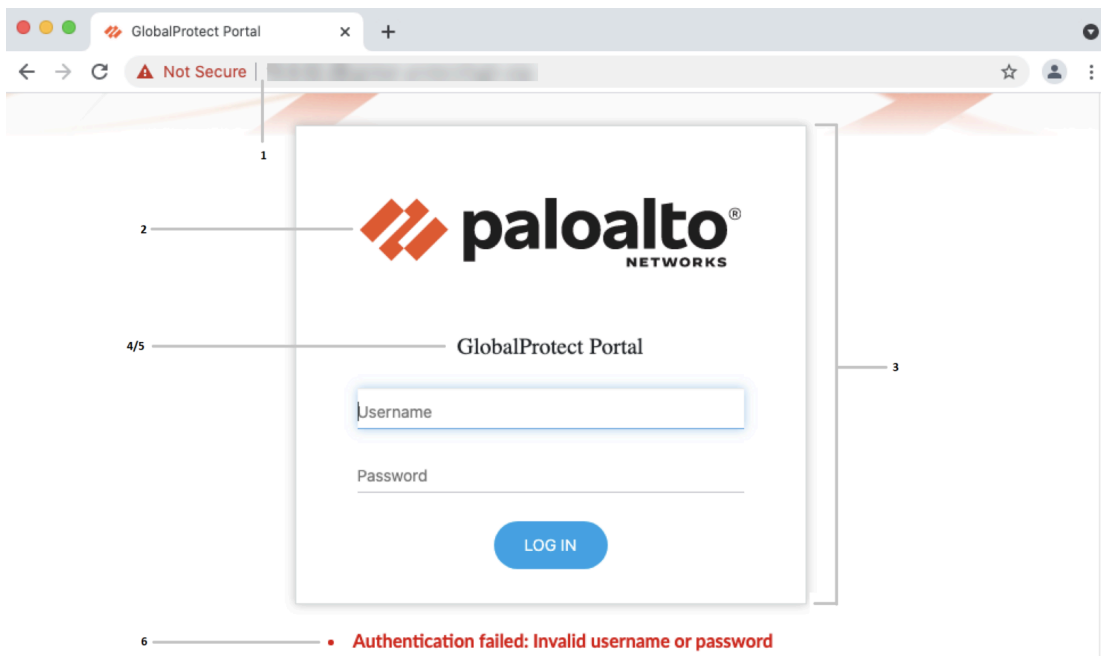 GlobalProtect Portal
Not Secure
1
2
paloalto®
NETWORKS
4/5
GlobalProtect Portal
3
Username
Password
LOG IN
6
• Authentication failed: Invalid username or password